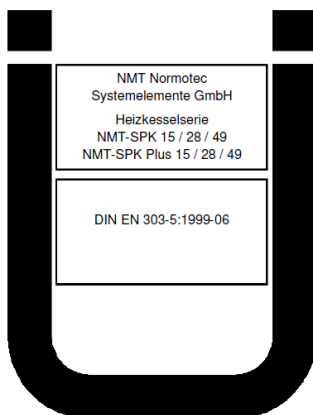 NMT Normotec
Systemelemente GmbH
Heizkesselserie
NMT-SPK 15 / 28 / 49
NMT-SPK Plus 15 / 28 / 49
DIN EN 303-5:1999-06